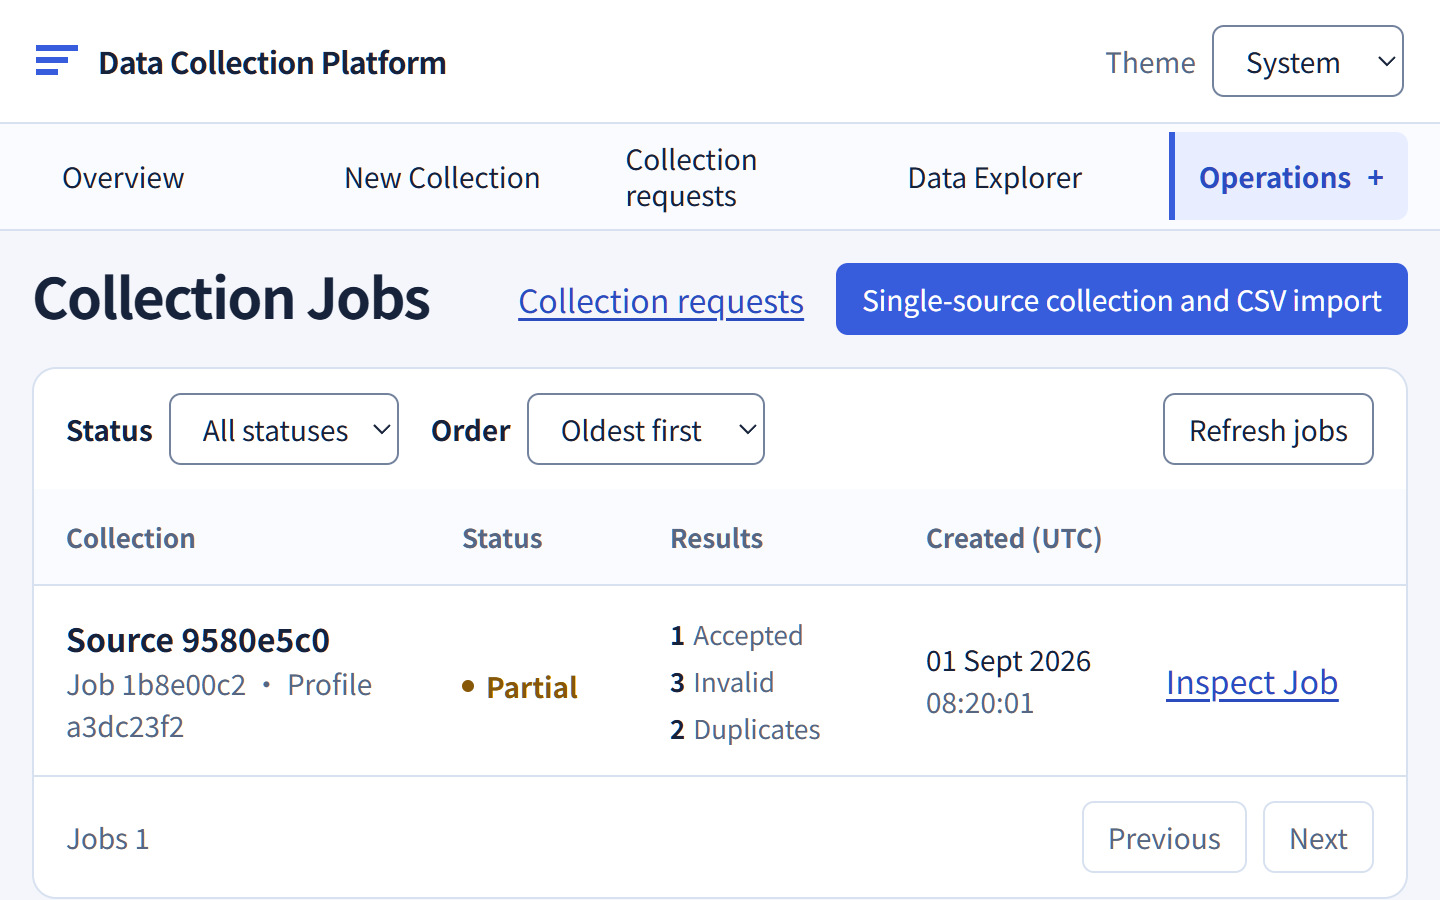 Data Collection Platform
Theme
System
Overview
New Collection
Collection
requests
Data Explorer
Operations +
Collection Jobs
Collection requests
Single-source collection and CSV import
Status
All statuses
Order
Oldest first
Refresh jobs
Collection
Status
Results
Created (UTC)
Source 9580e5c0
Job 1b8e00c2 • Profile
a3dc23f2
Partial
1 Accepted
3 Invalid
2 Duplicates
01 Sept 2026
08:20:01
Inspect Job
Jobs 1
Previous
Next